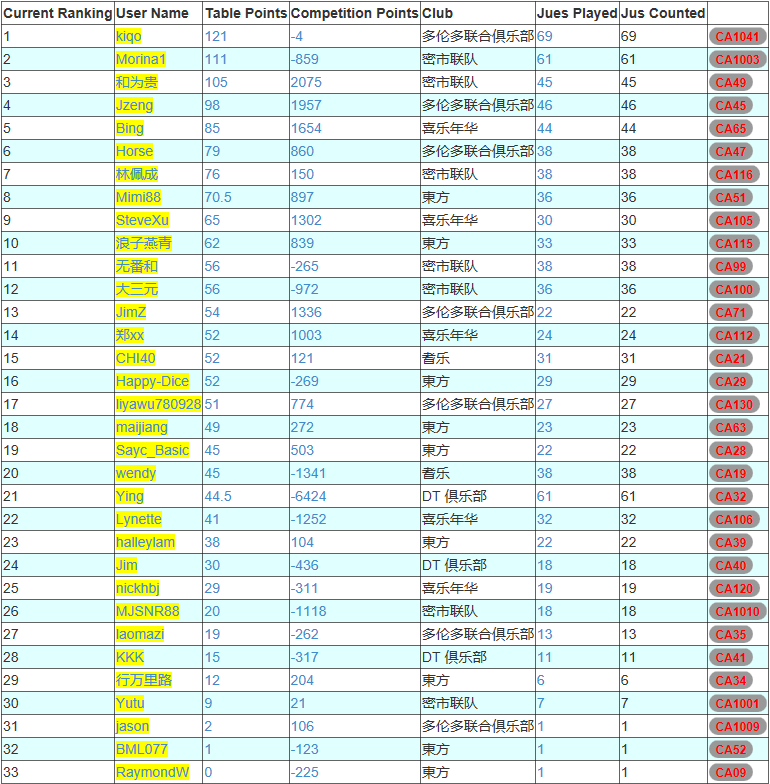 Current Ranking User Name Table Points Competition Points Club Jues Played Jus Counted
1 kiqo 121 -4 多伦多联合俱乐部 69 69 CA1041
2 Morina1 111 -859 密市联队 61 61 CA1003
3 和为贵 105 2075 密市联队 45 45 CA49
4 Jzeng 98 1957 多伦多联合俱乐部 46 46 CA45
5 Bing 85 1654 喜乐年华 44 44 CA65
6 Horse 79 860 多伦多联合俱乐部 38 38 CA47
7 林佩成 76 150 密市联队 38 38 CA116
8 Mimi88 70.5 897 東方 36 36 CA51
9 SteveXu 65 1302 喜乐年华 30 30 CA105
10 浪子燕青 62 839 東方 33 33 CA115
11 无番和 56 -265 密市联队 38 38 CA99
12 大三元 56 -972 密市联队 36 36 CA100
13 JimZ 54 1336 多伦多联合俱乐部 22 22 CA71
14 郑xx 52 1003 喜乐年华 24 24 CA112
15 CHI40 52 121 耆乐 31 31 CA21
16 Happy-Dice 52 -269 東方 29 29 CA29
17 liyawu780928 51 774 多伦多联合俱乐部 27 27 CA130
18 maijiang 49 272 東方 23 23 CA63
19 Sayc_Basic 45 503 東方 22 22 CA28
20 wendy 45 -1341 耆乐 38 38 CA19
21 Ying 44.5 -6424 DT 俱乐部 61 61 CA32
22 Lynette 41 -1252 喜乐年华 32 32 CA106
23 halleylam 38 104 東方 22 22 CA39
24 Jim 30 -436 DT 俱乐部 18 18 CA40
25 nickhbj 29 -311 喜乐年华 19 19 CA120
26 MJSNR88 20 -1118 密市联队 18 18 CA1010
27 laomazi 19 -262 多伦多联合俱乐部 13 13 CA35
28 KKK 15 -317 DT 俱乐部 11 11 CA41
29 行万里路 12 204 東方 6 6 CA34
30 Yutu 9 21 密市联队 7 7 CA1001
31 jason 2 106 多伦多联合俱乐部 1 1 CA1009
32 BML077 1 -123 東方 1 1 CA52
33 RaymondW 0 -225 東方 1 1 CA09